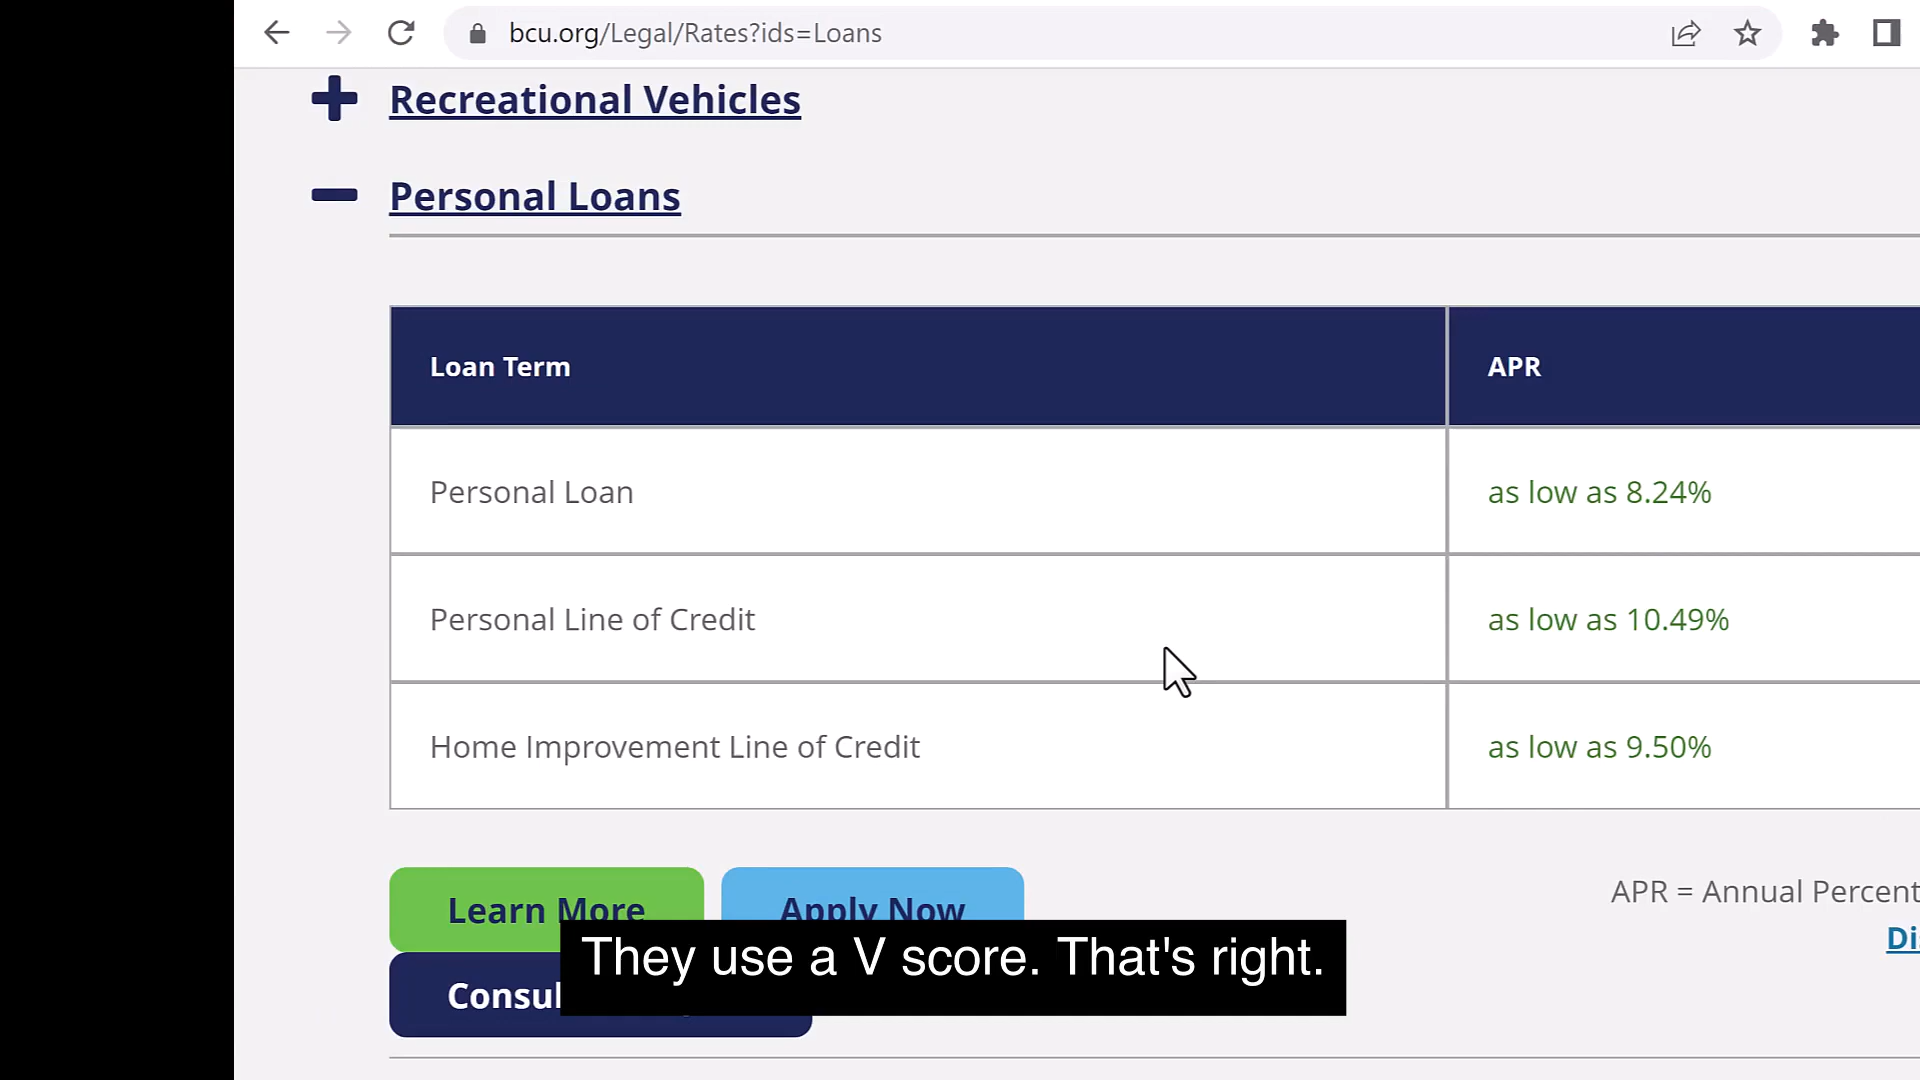 bcu.org/Legal/Rates?ids=Loans
Recreational Vehicles
Personal Loans
Loan Term
APR
Personal Loan
as low as 8.24%
Personal Line of Credit
as low as 10.49%
Home Improvement Line of Credit
as low as 9.50%
Learn More
Apply Now
APR = Annual Percent
Di
Consul
They use a V score. That's right.